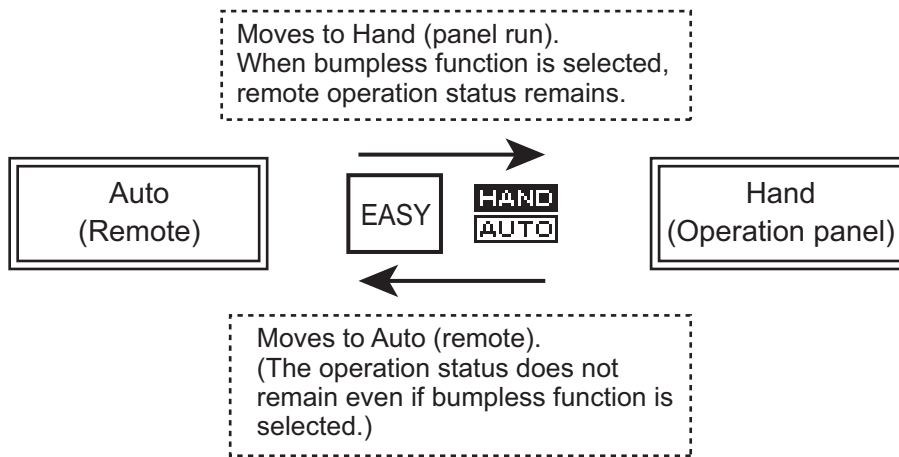 Moves to Hand (panel run).
When bumpless function is selected,
remote operation status remains.
Auto
(Remote)
EASY
HAND
AUTO
Hand
(Operation panel)
Moves to Auto (remote).
(The operation status does not
remain even if bumpless function is
selected.)